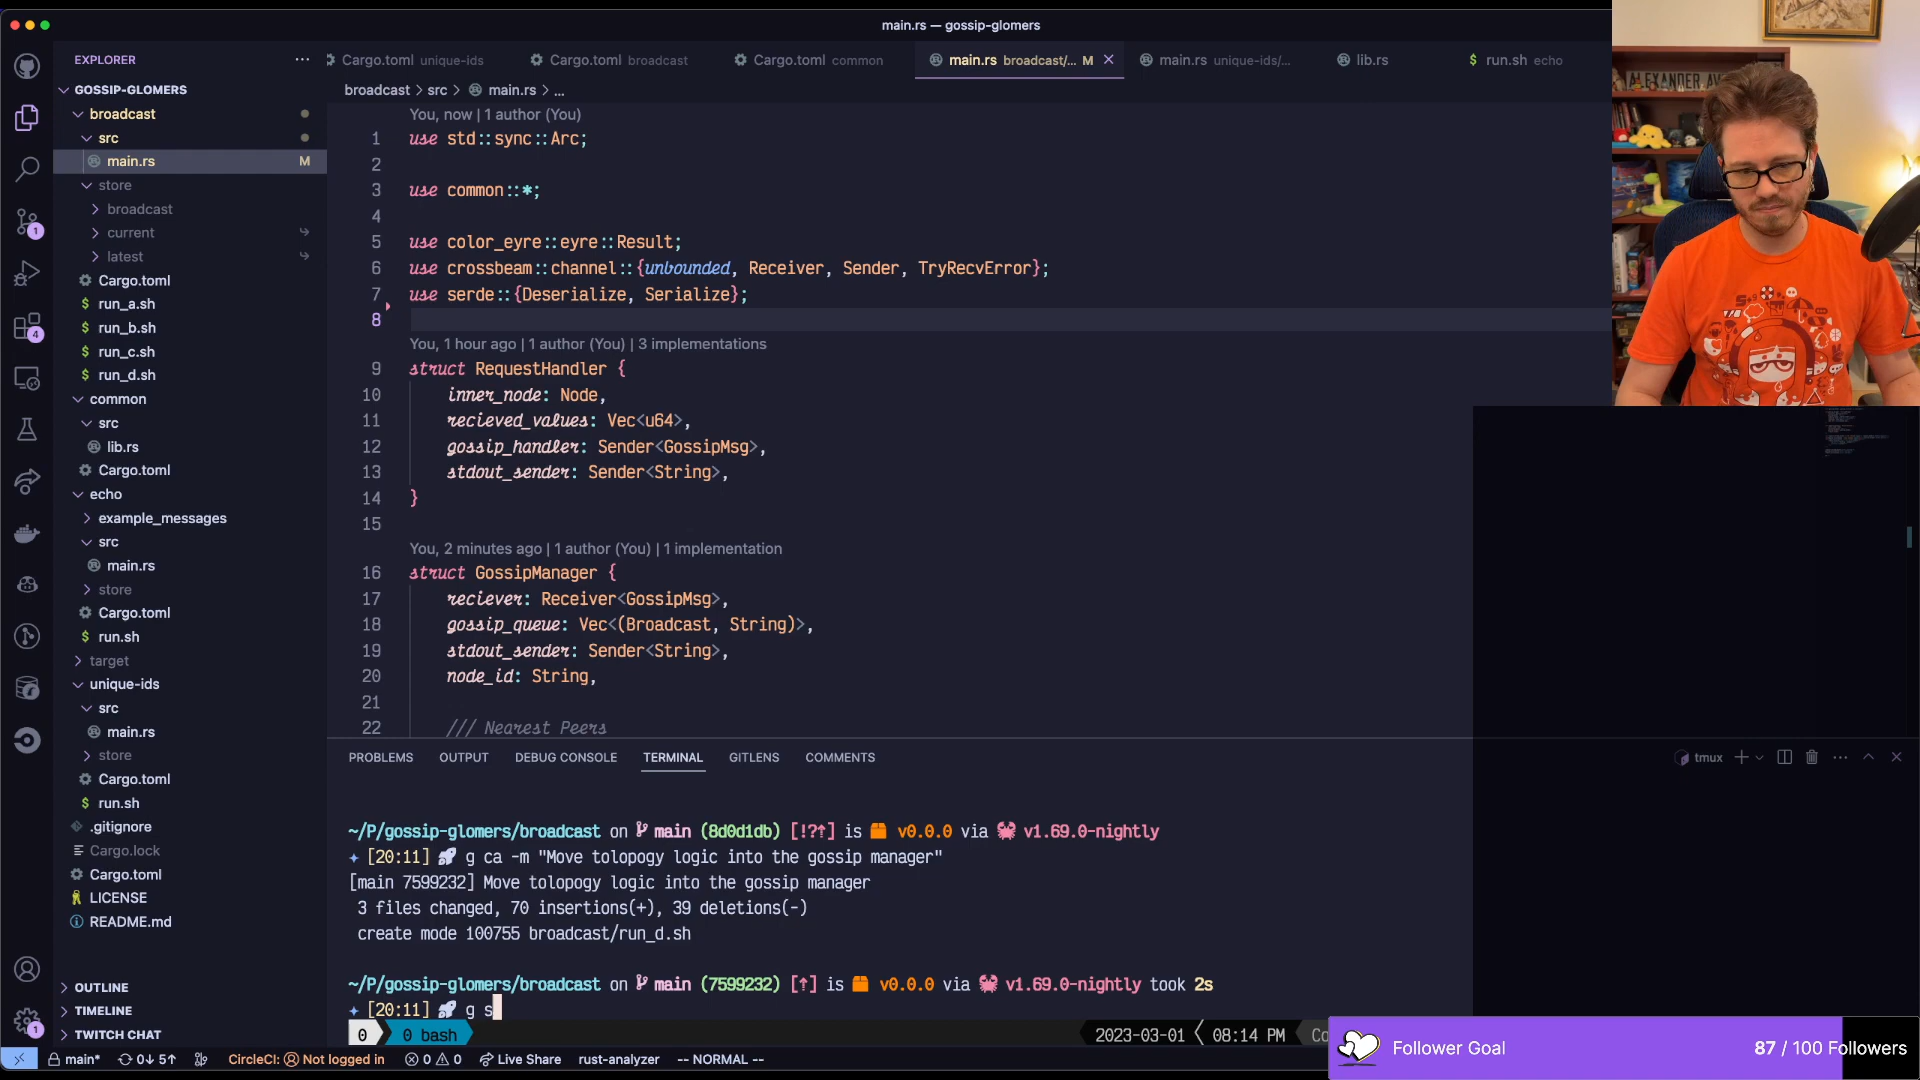 main.rs — gossip-glomers
EXPLORER
Cargo.toml unique-ids
Cargo.toml broadcast
Cargo.toml common
main.rs broadcast/... M
main.rs unique-ids/...
lib.rs
$ run.sh echo
GOSSIP-GLOMERS
broadcast
src
main.rs M
store
broadcast
current
latest
Cargo.toml
$ run_a.sh
$ run_b.sh
$ run_c.sh
$ run_d.sh
common
src
lib.rs
Cargo.toml
echo
example_messages
src
main.rs
store
Cargo.toml
$ run.sh
target
unique-ids
src
main.rs
store
Cargo.toml
$ run.sh
.gitignore
Cargo.lock
Cargo.toml
LICENSE
README.md
OUTLINE
TIMELINE
TWITCH CHAT
1
4
1
broadcast > src > main.rs > ...
You, now | 1 author (You)
1 use std::sync::Arc;
2
3 use common::*;
4
5 use color_eyre::eyre::Result;
6 use crossbeam::channel::{unbounded, Receiver, Sender, TryRecvError};
7 use serde::{Deserialize, Serialize};
8
You, 1 hour ago | 1 author (You) | 3 implementations
9 struct RequestHandler {
10 inner_node: Node,
11 recieved_values: Vec<u64>,
12 gossip_handler: Sender<GossipMsg>,
13 stdout_sender: Sender<String>,
14 }
15
You, 2 minutes ago | 1 author (You) | 1 implementation
16 struct GossipManager {
17 reciever: Receiver<GossipMsg>,
18 gossip_queue: Vec<(Broadcast, String)>,
19 stdout_sender: Sender<String>,
20 node_id: String,
21
22 /// Nearest Peers
PROBLEMS OUTPUT DEBUG CONSOLE TERMINAL GITLENS COMMENTS
tmux
~/P/gossip-glomers/broadcast on main (8d0d1db) [!?↑] is v0.0.0 via v1.69.0-nightly
[20:11] g ca -m "Move tolopogy logic into the gossip manager"
[main 7599232] Move tolopogy logic into the gossip manager
3 files changed, 70 insertions(+), 39 deletions(-)
create mode 100755 broadcast/run_d.sh
~/P/gossip-glomers/broadcast on main (7599232) [↑] is v0.0.0 via v1.69.0-nightly took 2s
[20:11] g s
0 0 bash 2023-03-01 08:14 PM Co
main* 0↓ 5↑ CircleCI: Not logged in 0 0 Live Share rust-analyzer -- NORMAL --
Follower Goal 87 / 100 Followers